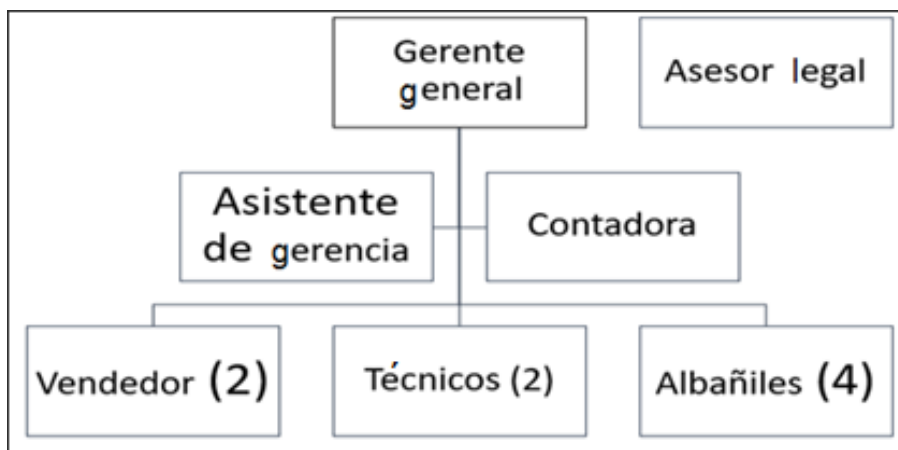 Gerente
general
Asesor legal
Asistente
de gerencia
Contadora
Vendedor (2)
Técnicos (2)
Albañiles (4)